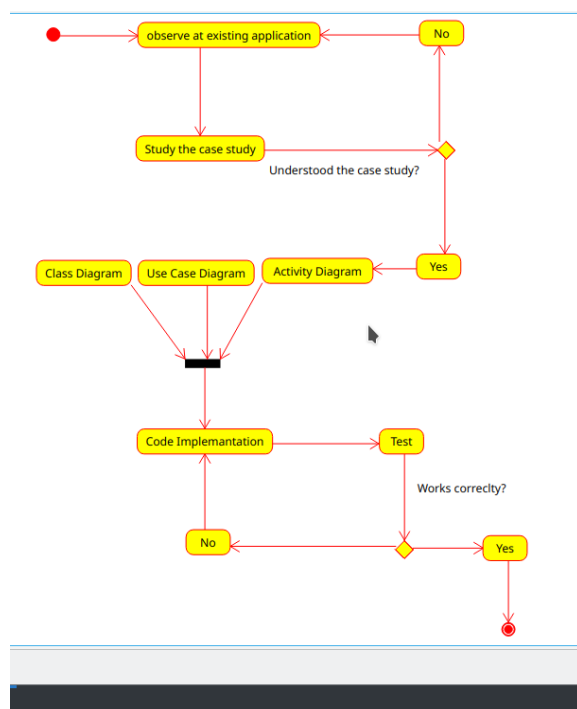 observe at existing application
No
Study the case study
Understood the case study?
Class Diagram
Use Case Diagram
Activity Diagram
Yes
Code Implemantation
Test
Works correclty?
No
Yes